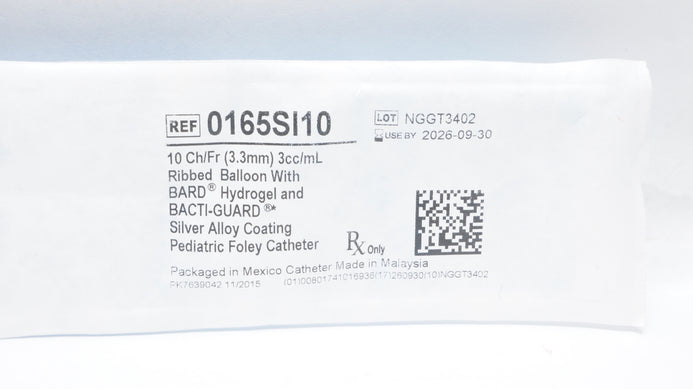 REF 0165SI10
LOT NGGT3402
USE BY 2026-09-30
10 Ch/Fr (3.3mm) 3cc/mL
Ribbed Balloon With
BARD® Hydrogel and
BACTI-GUARD®*
Silver Alloy Coating
Pediatric Foley Catheter
Rx Only
Packaged in Mexico Catheter Made in Malaysia
PK7639042 11/2015 (01)00801741016936(17)260930(10)NGGT3402